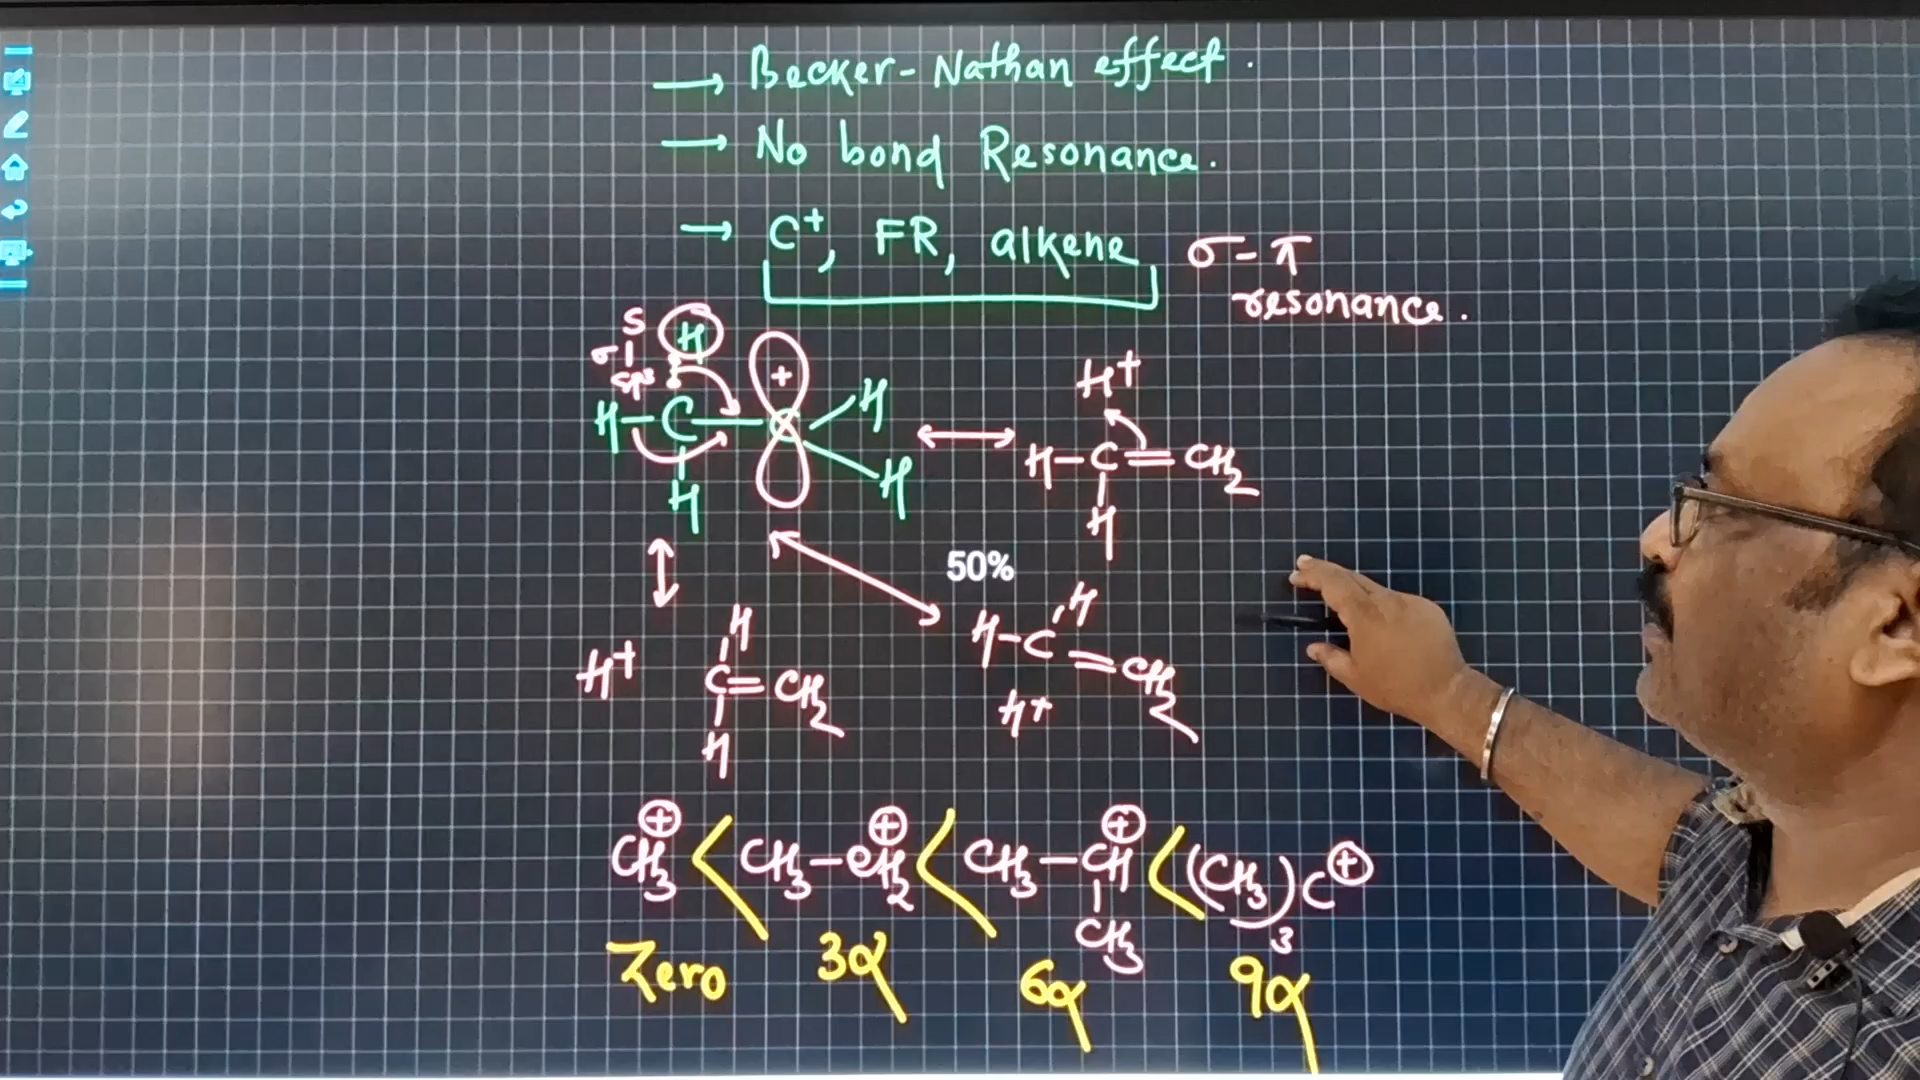 → Becker-Nathan effect.
→ No bond Resonance.
→ C⁺, FR, alkene
σ-π
resonance.
S
σ
sp³
H
+
H-C-C
H
H
H
↔
H⁺
H-C=CH₂
H
50%
H⁺
H
C=CH₂
H
H-C
H
=CH₂
H⁺
CH₃⊕ < CH₃-CH₂⊕ < CH₃-CH⊕ < (CH₃)₃C⊕
CH₃
Zero 3α 6α 9α